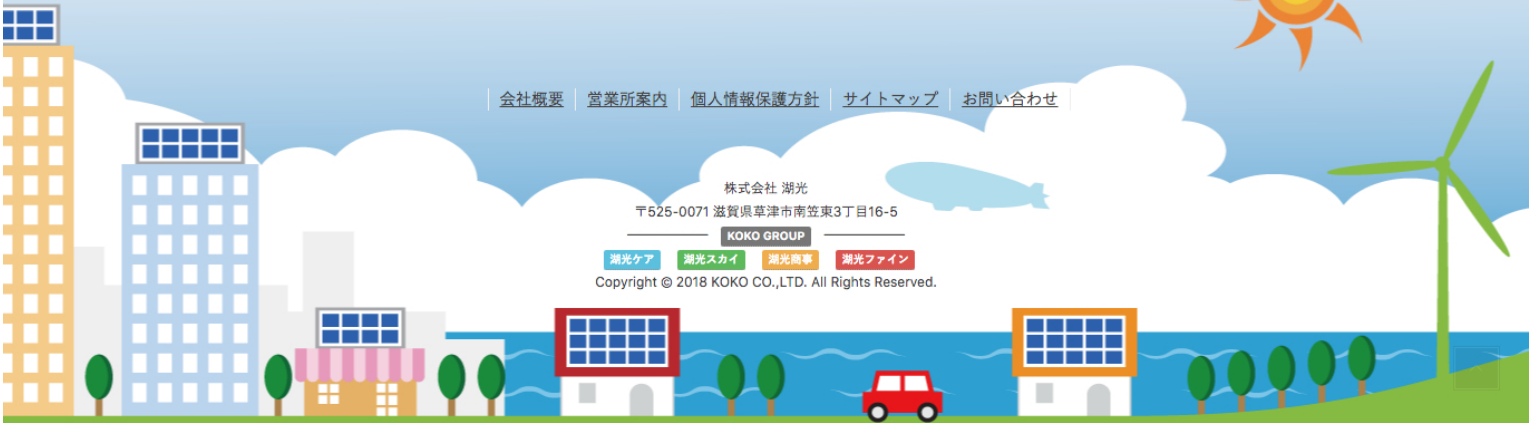 会社概要 営業所案内 個人情報保護方針 サイトマップ お問い合わせ
株式会社 湖光
〒525-0071 滋賀県草津市南笠東3丁目16-5
KOKO GROUP
湖光ケア 湖光スカイ 湖光商事 湖光ファイン
Copyright © 2018 KOKO CO.,LTD. All Rights Reserved.